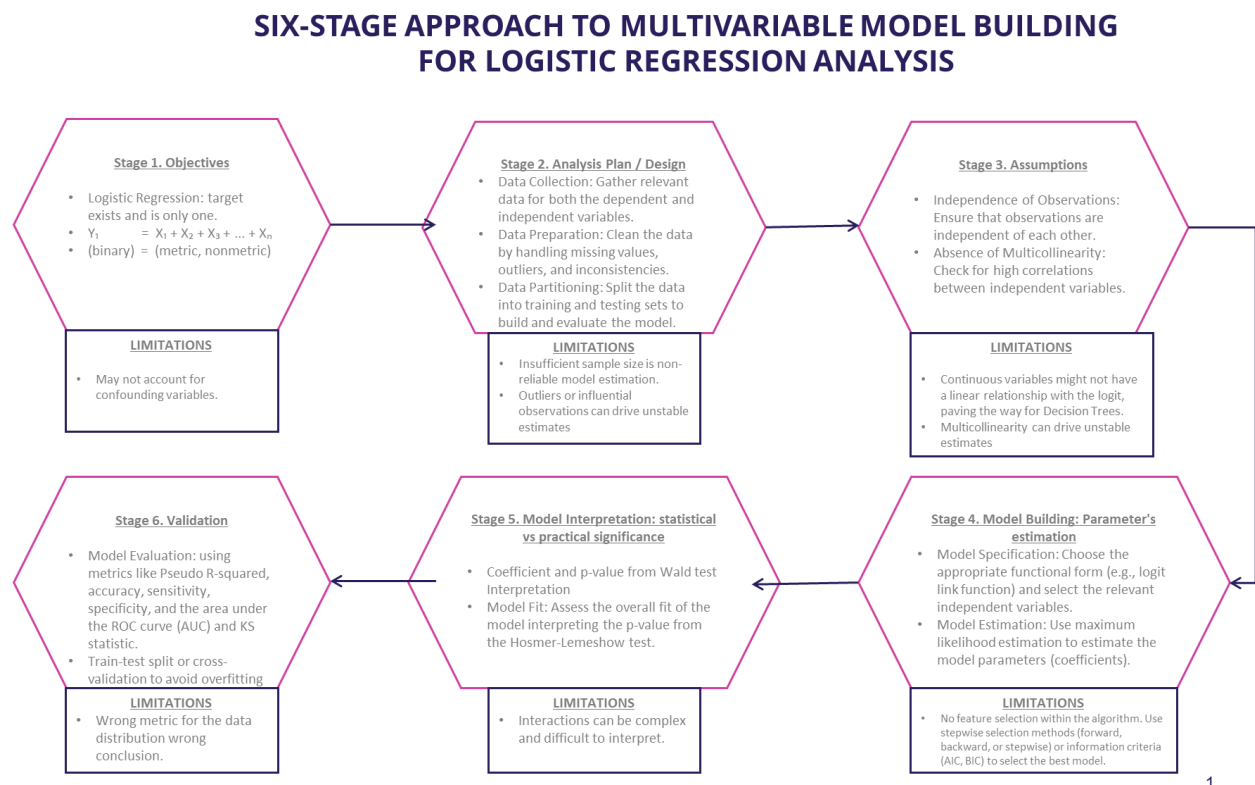 SIX-STAGE APPROACH TO MULTIVARIABLE MODEL BUILDING
FOR LOGISTIC REGRESSION ANALYSIS
Stage 1. Objectives
• Logistic Regression: target
exists and is only one.
• Y₁ = X₁ + X₂ + X₃ + ... + Xₙ
• (binary) = (metric, nonmetric)
LIMITATIONS
• May not account for
confounding variables.
Stage 2. Analysis Plan / Design
• Data Collection: Gather relevant
data for both the dependent and
independent variables.
• Data Preparation: Clean the data
by handling missing values,
outliers, and inconsistencies.
• Data Partitioning: Split the data
into training and testing sets to
build and evaluate the model.
LIMITATIONS
• Insufficient sample size is non-
reliable model estimation.
• Outliers or influential
observations can drive unstable
estimates
Stage 3. Assumptions
• Independence of Observations:
Ensure that observations are
independent of each other.
• Absence of Multicollinearity:
Check for high correlations
between independent variables.
LIMITATIONS
• Continuous variables might not have
a linear relationship with the logit,
paving the way for Decision Trees.
• Multicollinearity can drive unstable
estimates
Stage 4. Model Building: Parameter's
estimation
• Model Specification: Choose the
appropriate functional form (e.g., logit
link function) and select the relevant
independent variables.
• Model Estimation: Use maximum
likelihood estimation to estimate the
model parameters (coefficients).
LIMITATIONS
• No feature selection within the algorithm. Use
stepwise selection methods (forward,
backward, or stepwise) or information criteria
(AIC, BIC) to select the best model.
Stage 5. Model Interpretation: statistical
vs practical significance
• Coefficient and p-value from Wald test
Interpretation
• Model Fit: Assess the overall fit of the
model interpreting the p-value from
the Hosmer-Lemeshow test.
LIMITATIONS
• Interactions can be complex
and difficult to interpret.
Stage 6. Validation
• Model Evaluation: using
metrics like Pseudo R-squared,
accuracy, sensitivity,
specificity, and the area under
the ROC curve (AUC) and KS
statistic.
• Train-test split or cross-
validation to avoid overfitting
LIMITATIONS
• Wrong metric for the data
distribution wrong
conclusion.
1